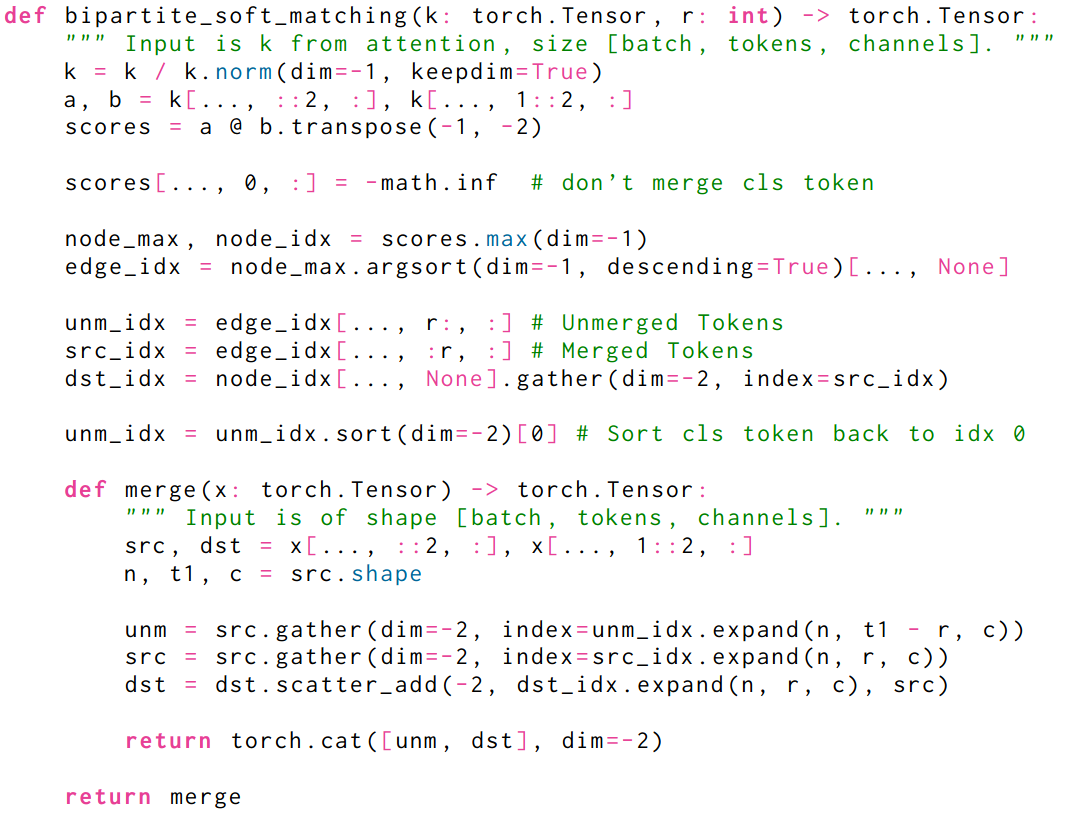 def bipartite_soft_matching(k: torch.Tensor, r: int) -> torch.Tensor:
    """ Input is k from attention, size [batch, tokens, channels]. """
    k = k / k.norm(dim=-1, keepdim=True)
    a, b = k[..., ::2, :], k[..., 1::2, :]
    scores = a @ b.transpose(-1, -2)

    scores[..., 0, :] = -math.inf  # don't merge cls token

    node_max, node_idx = scores.max(dim=-1)
    edge_idx = node_max.argsort(dim=-1, descending=True)[..., None]

    unm_idx = edge_idx[..., r:, :] # Unmerged Tokens
    src_idx = edge_idx[..., :r, :] # Merged Tokens
    dst_idx = node_idx[..., None].gather(dim=-2, index=src_idx)

    unm_idx = unm_idx.sort(dim=-2)[0] # Sort cls token back to idx 0

    def merge(x: torch.Tensor) -> torch.Tensor:
        """ Input is of shape [batch, tokens, channels]. """
        src, dst = x[..., ::2, :], x[..., 1::2, :]
        n, t1, c = src.shape

        unm = src.gather(dim=-2, index=unm_idx.expand(n, t1 - r, c))
        src = src.gather(dim=-2, index=src_idx.expand(n, r, c))
        dst = dst.scatter_add(-2, dst_idx.expand(n, r, c), src)

        return torch.cat([unm, dst], dim=-2)

    return merge